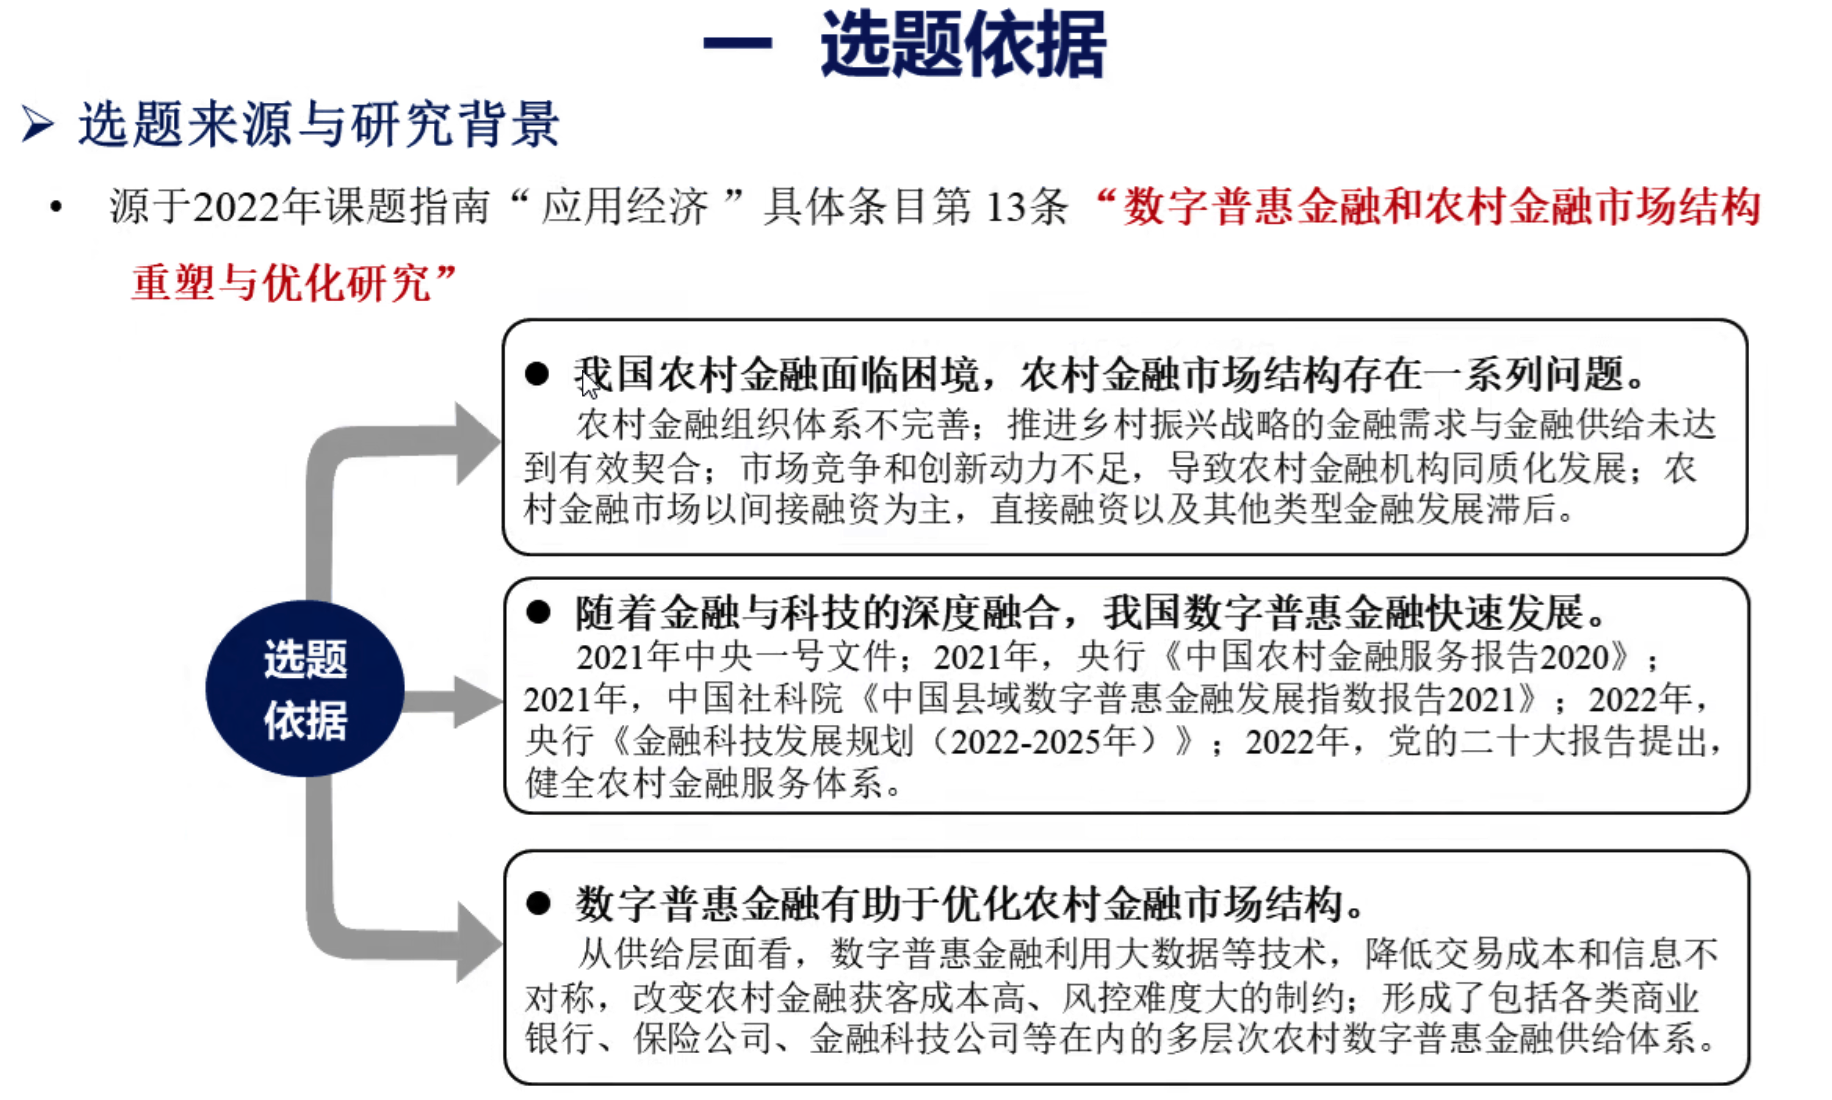 一 选题依据
➢ 选题来源与研究背景
• 源于2022年课题指南“应用经济”具体条目第 13条“数字普惠金融和农村金融市场结构
重塑与优化研究”
● 我国农村金融面临困境，农村金融市场结构存在一系列问题。
农村金融组织体系不完善；推进乡村振兴战略的金融需求与金融供给未达
到有效契合；市场竞争和创新动力不足，导致农村金融机构同质化发展；农
村金融市场以间接融资为主，直接融资以及其他类型金融发展滞后。
选题
依据
● 随着金融与科技的深度融合，我国数字普惠金融快速发展。
2021年中央一号文件；2021年，央行《中国农村金融服务报告2020》；
2021年，中国社科院《中国县域数字普惠金融发展指数报告2021》；2022年，
央行《金融科技发展规划（2022-2025年）》；2022年，党的二十大报告提出，
健全农村金融服务体系。
● 数字普惠金融有助于优化农村金融市场结构。
从供给层面看，数字普惠金融利用大数据等技术，降低交易成本和信息不
对称，改变农村金融获客成本高、风控难度大的制约；形成了包括各类商业
银行、保险公司、金融科技公司等在内的多层次农村数字普惠金融供给体系。